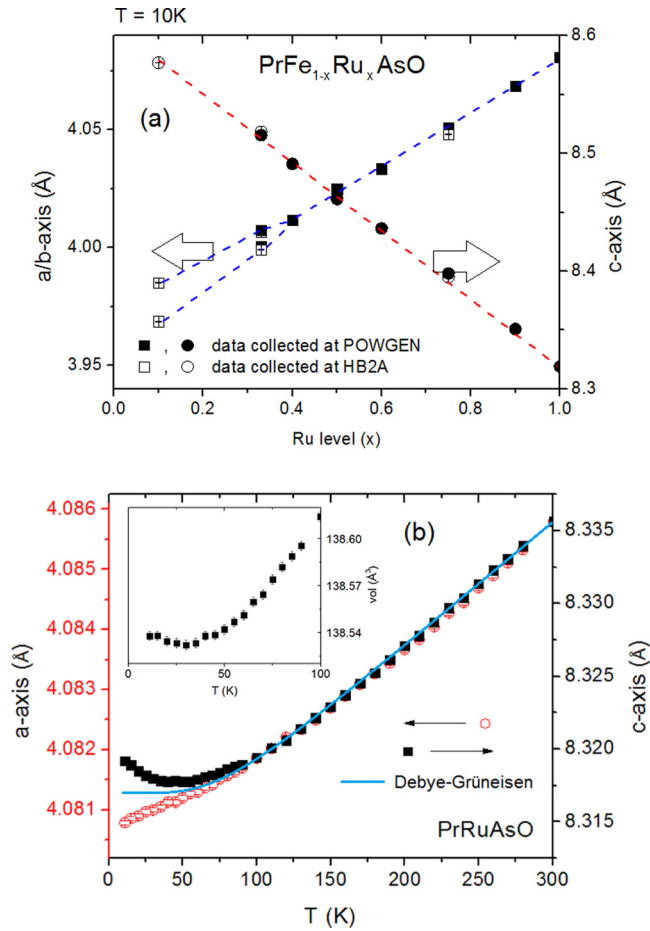 T = 10K
PrFe1-xRuxAsO
(a)
8.6
8.5
8.4
8.3
4.05
4.00
3.95
a/b-axis (Å)
c-axis (Å)
■ , ● data collected at POWGEN
□ , ○ data collected at HB2A
0.0 0.2 0.4 0.6 0.8 1.0
Ru level (x)
(b)
4.086
4.085
4.084
4.083
4.082
4.081
a-axis (Å)
138.60
138.57
138.54
vol (Å³)
0 50 100
T (K)
8.335
8.330
8.325
8.320
8.315
c-axis (Å)
Debye-Grüneisen
PrRuAsO
0 50 100 150 200 250 300
T (K)